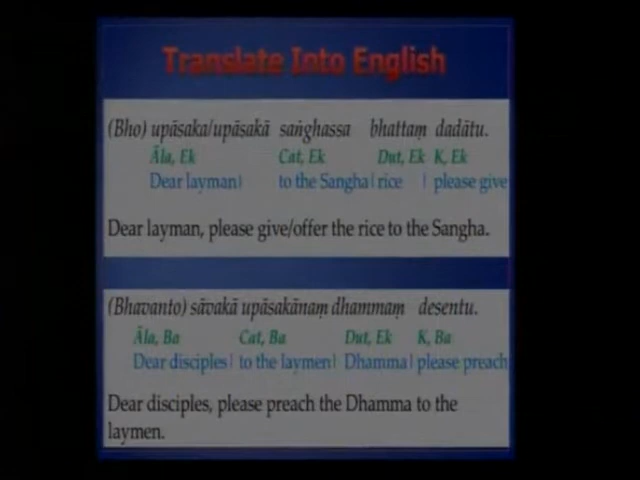 Translate Into English
(Bho) upāsaka/upāsakā saṅghassa bhattaṃ dadātu.
Āla, Ek Cat, Ek Dut, Ek K, Ek
Dear layman| to the Sangha| rice | please give
Dear layman, please give/offer the rice to the Sangha.
(Bhavanto) sāvakā upāsakānaṃ dhammaṃ desentu.
Āla, Ba Cat, Ba Dut, Ek K, Ba
Dear disciples| to the laymen| Dhamma| please preach
Dear disciples, please preach the Dhamma to the
laymen.